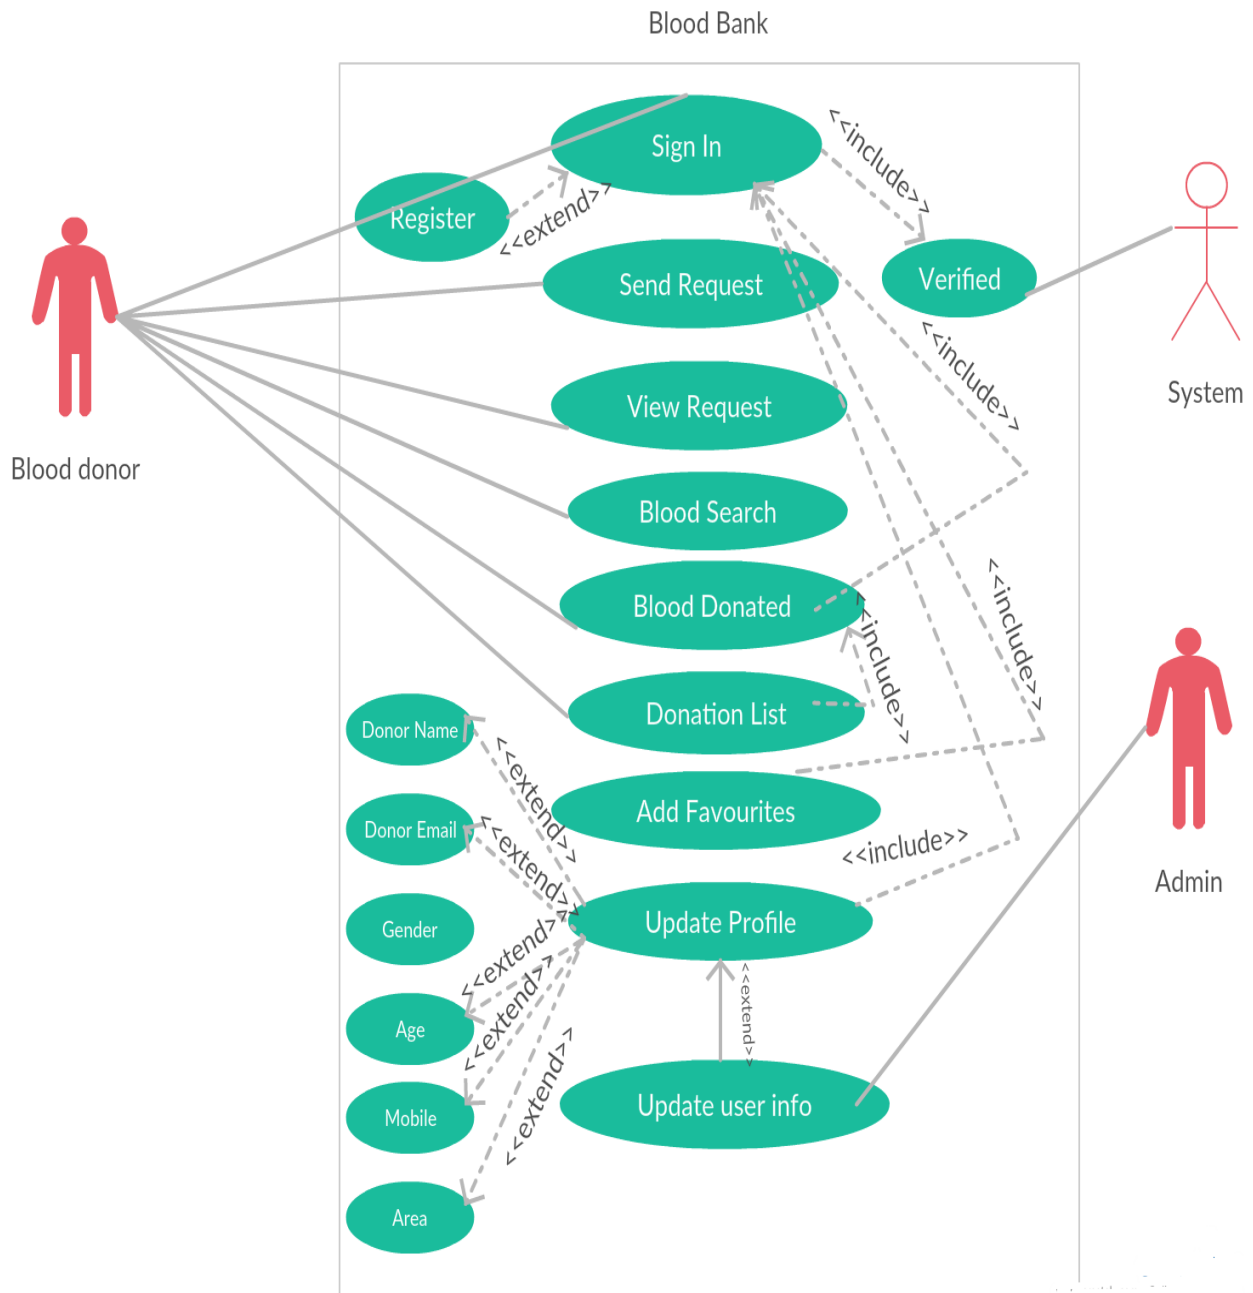 Blood Bank
Sign In
<<include>>
Register
<<extend>>
Send Request
Verified
<<include>>
System
View Request
Blood donor
Blood Search
Blood Donated
<<include>>
<<include>>
Donation List
Donor Name
<<extend>>
Add Favourites
Donor Email
<<extend>>
<<include>>
Admin
Update Profile
Gender
<<extend>>
<<extend>>
<<extend>>
Age
<<extend>>
Mobile
Update user info
Area